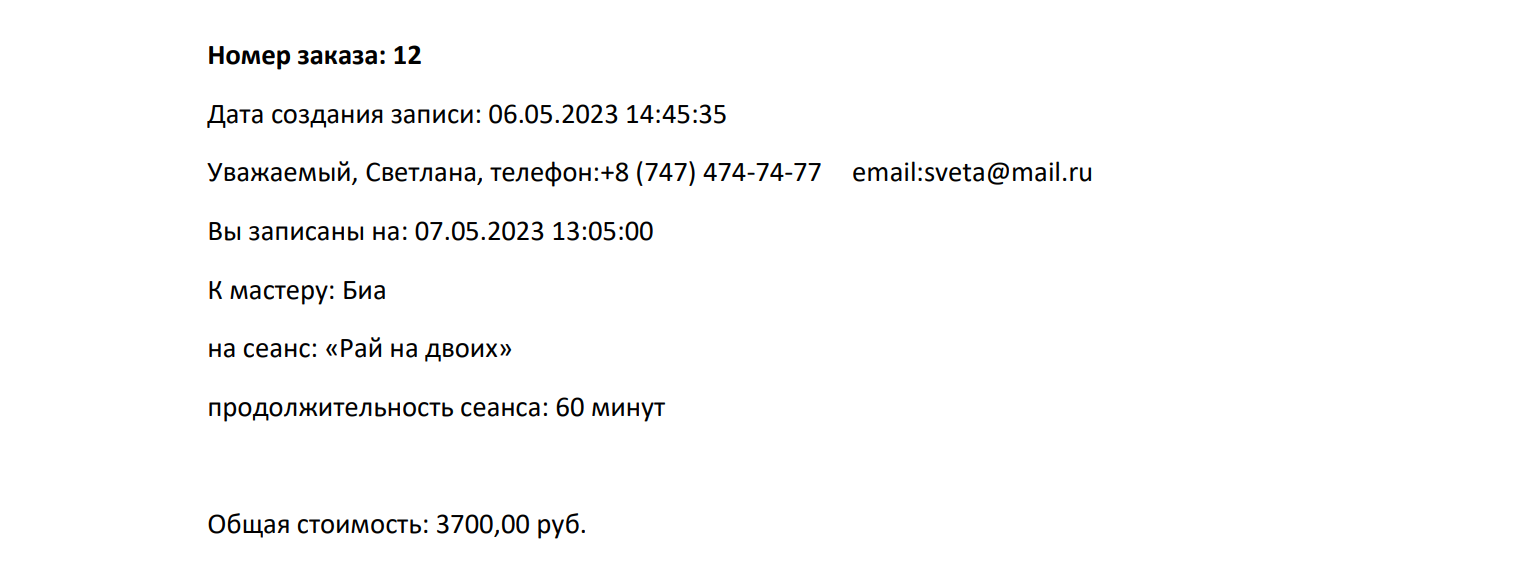 Номер заказа: 12
Дата создания записи: 06.05.2023 14:45:35
Уважаемый, Светлана, телефон:+8 (747) 474-74-77 email:sveta@mail.ru
Вы записаны на: 07.05.2023 13:05:00
К мастеру: Биа
на сеанс: «Рай на двоих»
продолжительность сеанса: 60 минут
Общая стоимость: 3700,00 руб.